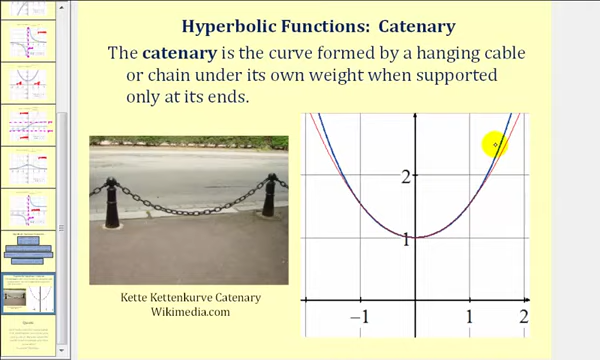 Hyperbolic Functions: Catenary
The catenary is the curve formed by a hanging cable
or chain under its own weight when supported
only at its ends.
2
1
−1
1
2
Kette Kettenkurve Catenary
Wikimedia.com